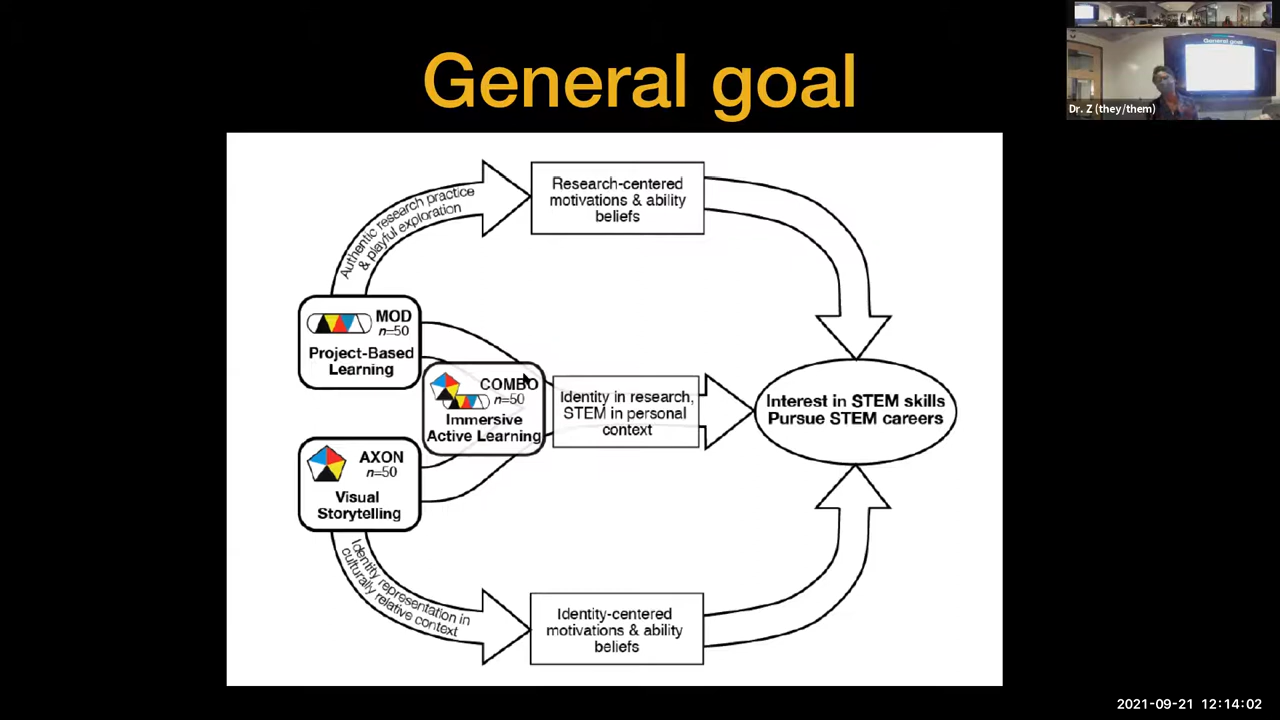 General goal
General goal
Dr. Z (they/them)
Authentic research practice
& playful exploration
Research-centered
motivations & ability
beliefs
MOD
n=50
Project-Based
Learning
COMBO
n=50
Immersive
Active Learning
Identity in research,
STEM in personal
context
Interest in STEM skills
Pursue STEM careers
AXON
n=50
Visual
Storytelling
Identity representation in
culturally relative context
Identity-centered
motivations & ability
beliefs
2021-09-21 12:14:02